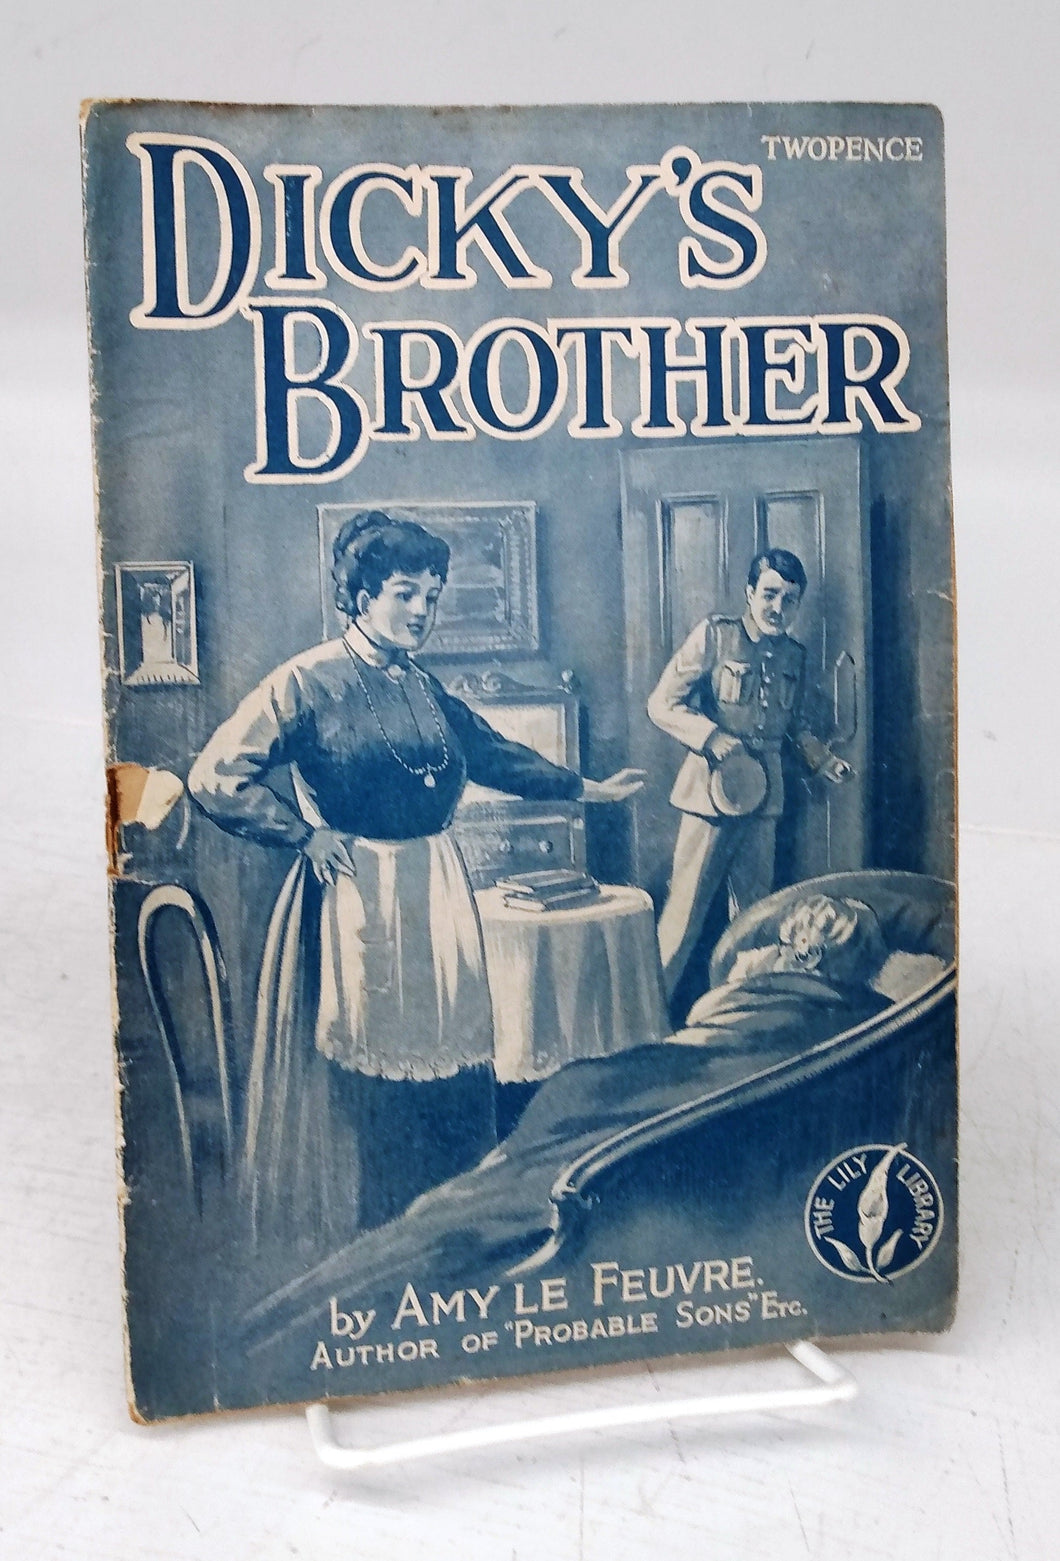 TWOPENCE
DICKY'S
BROTHER
THE LILY LIBRARY
by AMY LE FEUVRE.
AUTHOR OF "PROBABLE SONS" ETC.